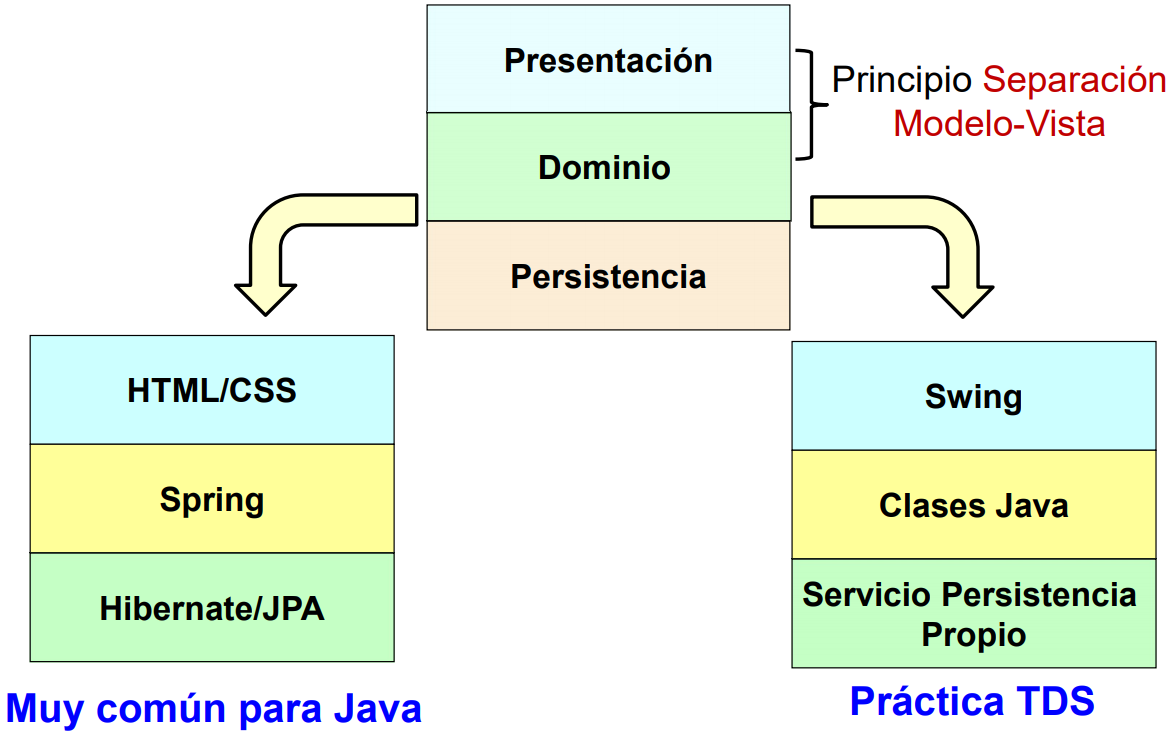 Presentación
Principio Separación
Modelo-Vista
Dominio
Persistencia
HTML/CSS
Spring
Hibernate/JPA
Muy común para Java
Swing
Clases Java
Servicio Persistencia
Propio
Práctica TDS